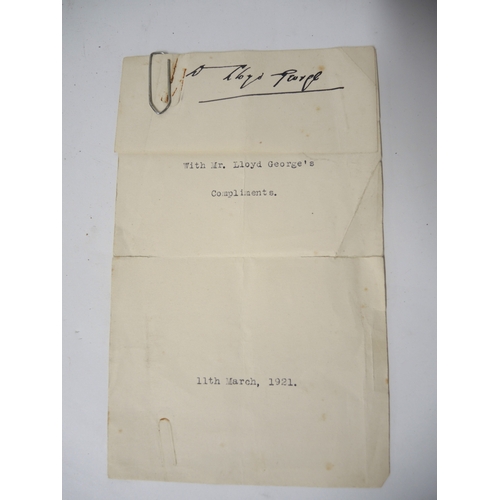 D Lloyd George
With Mr. Lloyd George's
Compliments.
11th March, 1921.